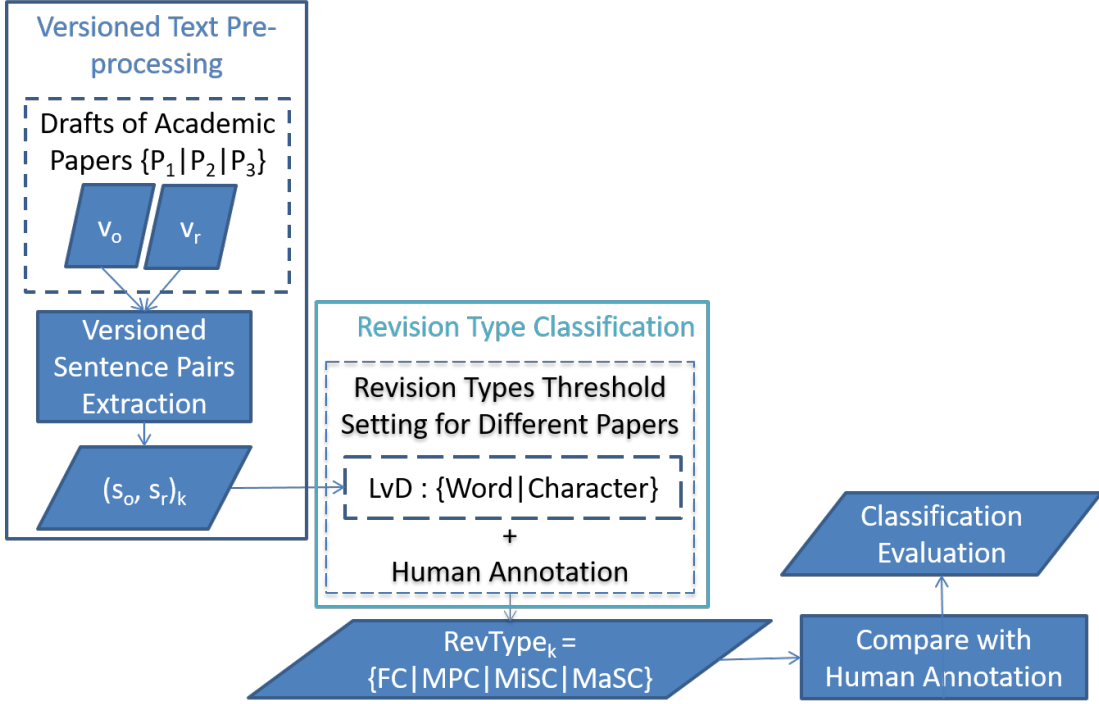 Versioned Text Pre-
processing
Drafts of Academic
Papers {P₁|P₂|P₃}
vₒ
vᵣ
Versioned
Sentence Pairs
Extraction
(sₒ, sᵣ)ₖ
Revision Type Classification
Revision Types Threshold
Setting for Different Papers
LvD : {Word|Character}
+
Human Annotation
RevTypeₖ =
{FC|MPC|MiSC|MaSC}
Classification
Evaluation
Compare with
Human Annotation